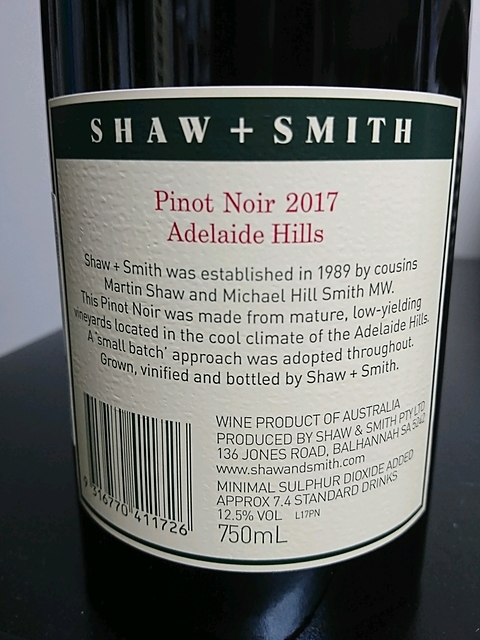 SHAW + SMITH
Pinot Noir 2017
Adelaide Hills
Shaw + Smith was established in 1989 by cousins
Martin Shaw and Michael Hill Smith MW.
This Pinot Noir was made from mature, low-yielding
vineyards located in the cool climate of the Adelaide Hills.
A 'small batch' approach was adopted throughout.
Grown, vinified and bottled by Shaw + Smith.
WINE PRODUCT OF AUSTRALIA
PRODUCED BY SHAW & SMITH PTY LTD
136 JONES ROAD, BALHANNAH SA 5242
www.shawandsmith.com
MINIMAL SULPHUR DIOXIDE ADDED
APPROX 7.4 STANDARD DRINKS
12.5% VOL L17PN
750mL
9 316770 411726